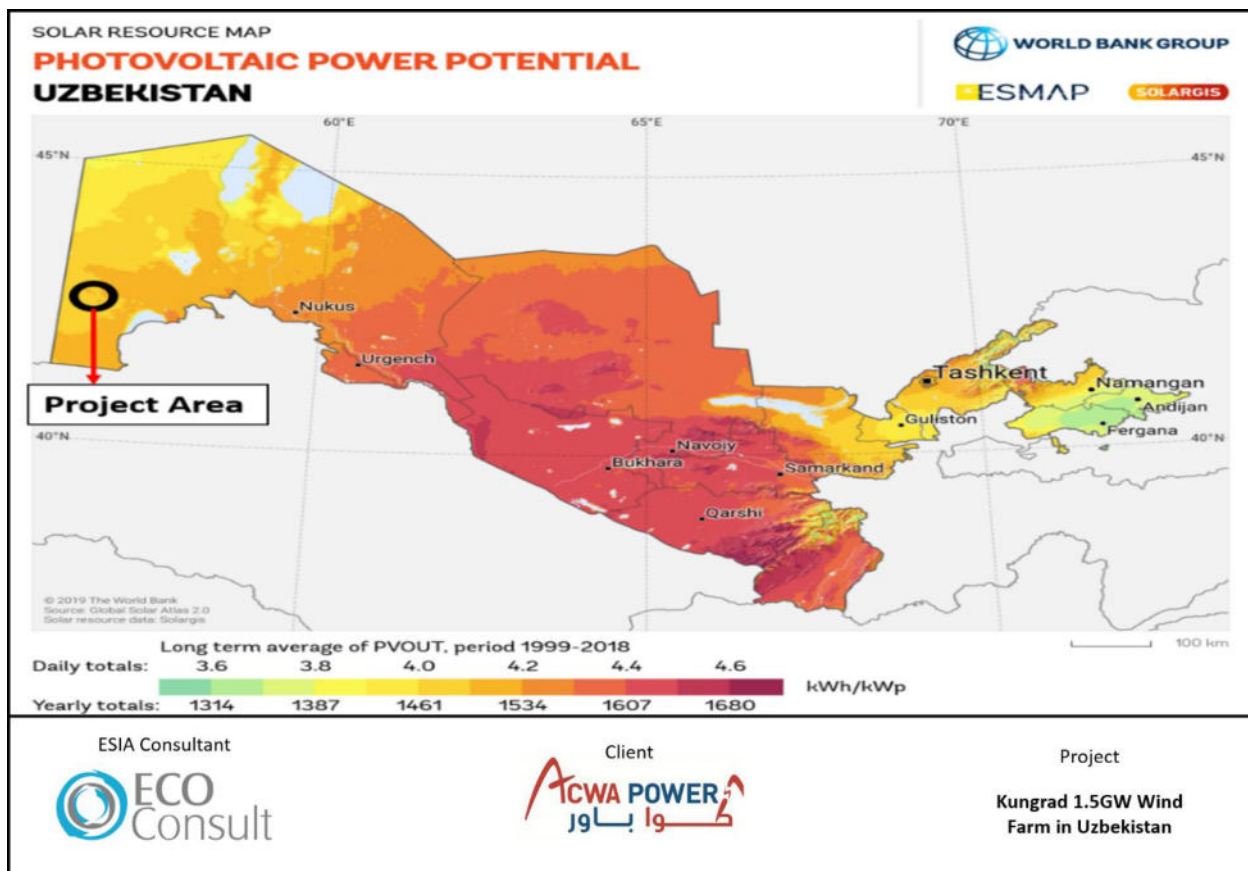 SOLAR RESOURCE MAP
PHOTOVOLTAIC POWER POTENTIAL
UZBEKISTAN
WORLD BANK GROUP
ESMAP
SOLARGIS
60°E
65°E
70°E
45°N
45°N
Nukus
Urgench
Project Area
40°N
Tashkent
Namangan
Andijan
Guliston
Fergana
40°N
Navoiy
Bukhara
Samarkand
Qarshi
© 2019 The World Bank
Source: Global Solar Atlas 2.0
Solar resource data: Solargis
100 km
Long term average of PVOUT, period 1999-2018
Daily totals: 3.6 3.8 4.0 4.2 4.4 4.6
kWh/kWp
Yearly totals: 1314 1387 1461 1534 1607 1680
ESIA Consultant
ECO
Consult
Client
ACWA POWER
أكوا باور
Project
Kungrad 1.5GW Wind
Farm in Uzbekistan